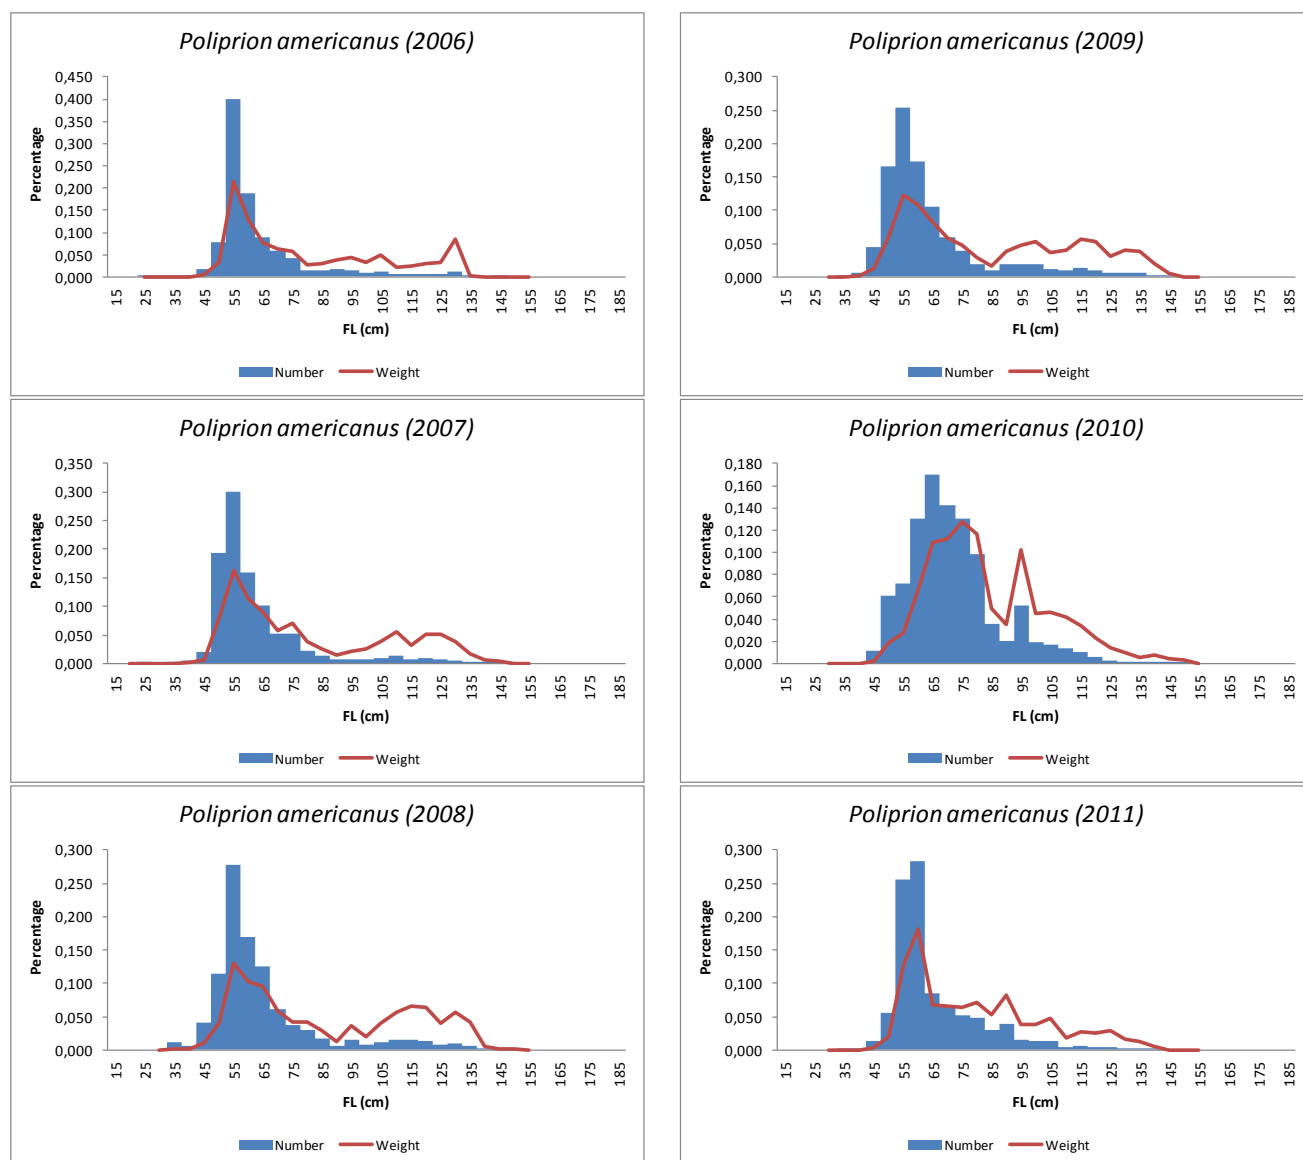 Poliprion americanus (2006)
Percentage
0,450
0,400
0,350
0,300
0,250
0,200
0,150
0,100
0,050
0,000
15 25 35 45 55 65 75 85 95 105 115 125 135 145 155 165 175 185
FL (cm)
Number Weight
Poliprion americanus (2009)
Percentage
0,300
0,250
0,200
0,150
0,100
0,050
0,000
15 25 35 45 55 65 75 85 95 105 115 125 135 145 155 165 175 185
FL (cm)
Number Weight
Poliprion americanus (2007)
Percentage
0,350
0,300
0,250
0,200
0,150
0,100
0,050
0,000
15 25 35 45 55 65 75 85 95 105 115 125 135 145 155 165 175 185
FL (cm)
Number Weight
Poliprion americanus (2010)
Percentage
0,180
0,160
0,140
0,120
0,100
0,080
0,060
0,040
0,020
0,000
15 25 35 45 55 65 75 85 95 105 115 125 135 145 155 165 175 185
FL (cm)
Number Weight
Poliprion americanus (2008)
Percentage
0,300
0,250
0,200
0,150
0,100
0,050
0,000
15 25 35 45 55 65 75 85 95 105 115 125 135 145 155 165 175 185
FL (cm)
Number Weight
Poliprion americanus (2011)
Percentage
0,300
0,250
0,200
0,150
0,100
0,050
0,000
15 25 35 45 55 65 75 85 95 105 115 125 135 145 155 165 175 185
FL (cm)
Number Weight